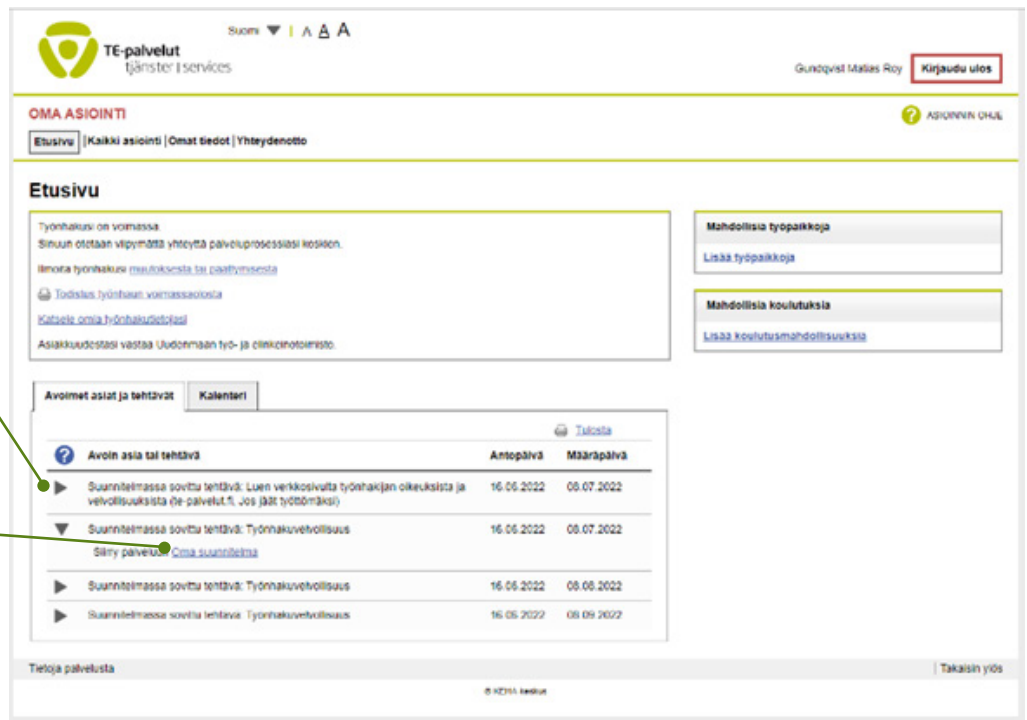 Suomi ▼ | A A A
TE-palvelut
tjänster | services
Gundqvist Matias Roy Kirjaudu ulos
OMA ASIOINTI
? ASIOINNIN OHJE
Etusivu | Kaikki asiointi | Omat tiedot | Yhteydenotto
Etusivu
Työnhakusi on voimassa.
Sinuun otetaan viipymättä yhteyttä palveluprosessiasi koskien.
Ilmoita työnhakusi muutoksesta tai päättymisestä
Todistus työnhaun voimassaolosta
Katsele omia työnhakutietojasi
Asiakkuudestasi vastaa Uudenmaan työ- ja elinkeinotoimisto.
Mahdollisia työpaikkoja
Lisää työpaikkoja
Mahdollisia koulutuksia
Lisää koulutusmahdollisuuksia
Avoimet asiat ja tehtävät Kalenteri
Tulosta
? Avoin asia tai tehtävä Antopäivä Määräpäivä
Suunnitelmassa sovittu tehtävä: Luen verkkosivulta työnhakijan oikeuksista ja 16.06.2022 08.07.2022
velvollisuuksista (te-palvelut.fi, Jos jäät työttömäksi)
Suunnitelmassa sovittu tehtävä: Työnhakuvelvollisuus 16.06.2022 08.07.2022
Siirry palveluun Oma suunnitelma
Suunnitelmassa sovittu tehtävä: Työnhakuvelvollisuus 16.06.2022 08.08.2022
Suunnitelmassa sovittu tehtävä: Työnhakuvelvollisuus 16.06.2022 08.09.2022
Tietoja palvelusta | Takaisin ylös
© KEHA-keskus